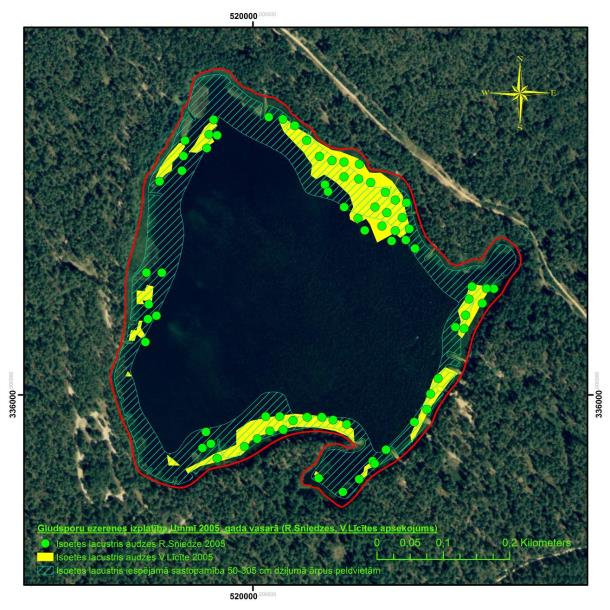 520000
N
W E
S
336000
336000
Gludsporu ezerenes izplatība Ummī 2005. gada vasarā (R.Sniedzes, V.Līcītes apsekojums)
Isoetes lacustris audzes R.Sniedze 2005
Isoetes lacustris audzes V.Līcīte 2005
Isoetes lacustris iespējamā sastopamība 50-305 cm dziļumā ārpus peldvietām
0 0,05 0,1 0,2 Kilometers
520000